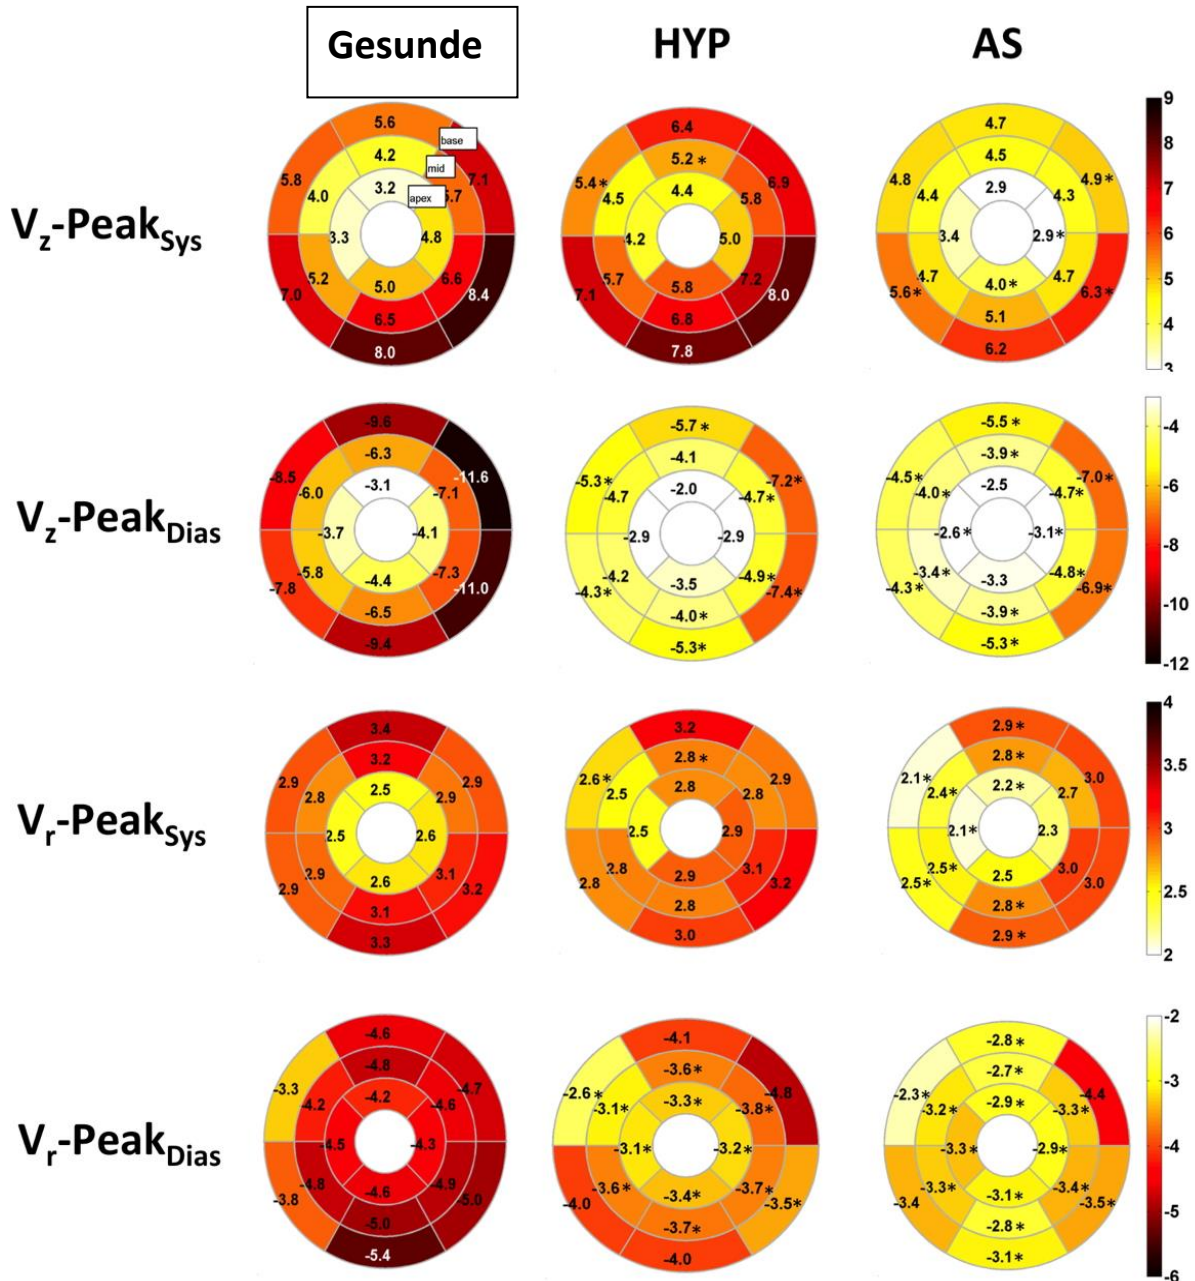 Gesunde HYP AS
V_z-Peak_Sys
5.6
base
4.2
mid
5.8 7.1
4.0 3.2 5.7
apex
3.3 4.8
5.2 5.0 6.6
7.0 8.4
6.5
8.0
6.4
5.2 *
5.4 * 6.9
4.5 4.4 5.8
4.2 5.0
5.7 5.8 7.2
7.1 8.0
6.8
7.8
4.7
4.5
4.8 4.9 *
4.4 2.9 4.3
3.4 2.9 *
4.7 4.0 * 4.7
5.6 * 6.3 *
5.1
6.2
9
8
7
6
5
4
3
V_z-Peak_Dias
-9.6
-6.3
-8.5 -11.6
-6.0 -3.1 -7.1
-3.7 -4.1
-5.8 -4.4 -7.3
-7.8 -11.0
-6.5
-9.4
-5.7 *
-4.1
-5.3 * -7.2 *
-4.7 -2.0 -4.7 *
-2.9 -2.9
-4.2 -3.5 -4.9 *
-4.3 * -7.4 *
-4.0 *
-5.3 *
-5.5 *
-3.9 *
-4.5 * -7.0 *
-4.0 * -2.5 -4.7 *
-2.6 * -3.1 *
-3.4 * -3.3 -4.8 *
-4.3 * -6.9 *
-3.9 *
-5.3 *
-4
-6
-8
-10
-12
V_r-Peak_Sys
3.4
3.2
2.9 2.9
2.8 2.5 2.9
2.5 2.6
2.9 2.6 3.1
2.9 3.2
3.1
3.3
3.2
2.8 *
2.6 * 2.9
2.5 2.8 2.8
2.5 2.9
2.8 2.9 3.1
2.8 3.2
2.8
3.0
2.9 *
2.8 *
2.1 * 3.0
2.4 * 2.2 * 2.7
2.1 * 2.3
2.5 * 2.5 3.0
2.5 * 3.0
2.8 *
2.9 *
4
3.5
3
2.5
2
V_r-Peak_Dias
-4.6
-4.8
-3.3 -4.7
-4.2 -4.2 -4.6
-4.5 -4.3
-4.8 -4.6 -4.9
-3.8 -5.0
-5.0
-5.4
-4.1
-3.6 *
-2.6 * -4.8
-3.1 * -3.3 * -3.8 *
-3.1 * -3.2 *
-3.6 * -3.4 * -3.7 *
-4.0 -3.5 *
-3.7 *
-4.0
-2.8 *
-2.7 *
-2.3 * -4.4
-3.2 * -2.9 * -3.3 *
-3.3 * -2.9 *
-3.3 * -3.1 * -3.4 *
-3.4 -3.5 *
-2.8 *
-3.1 *
-2
-3
-4
-5
-6